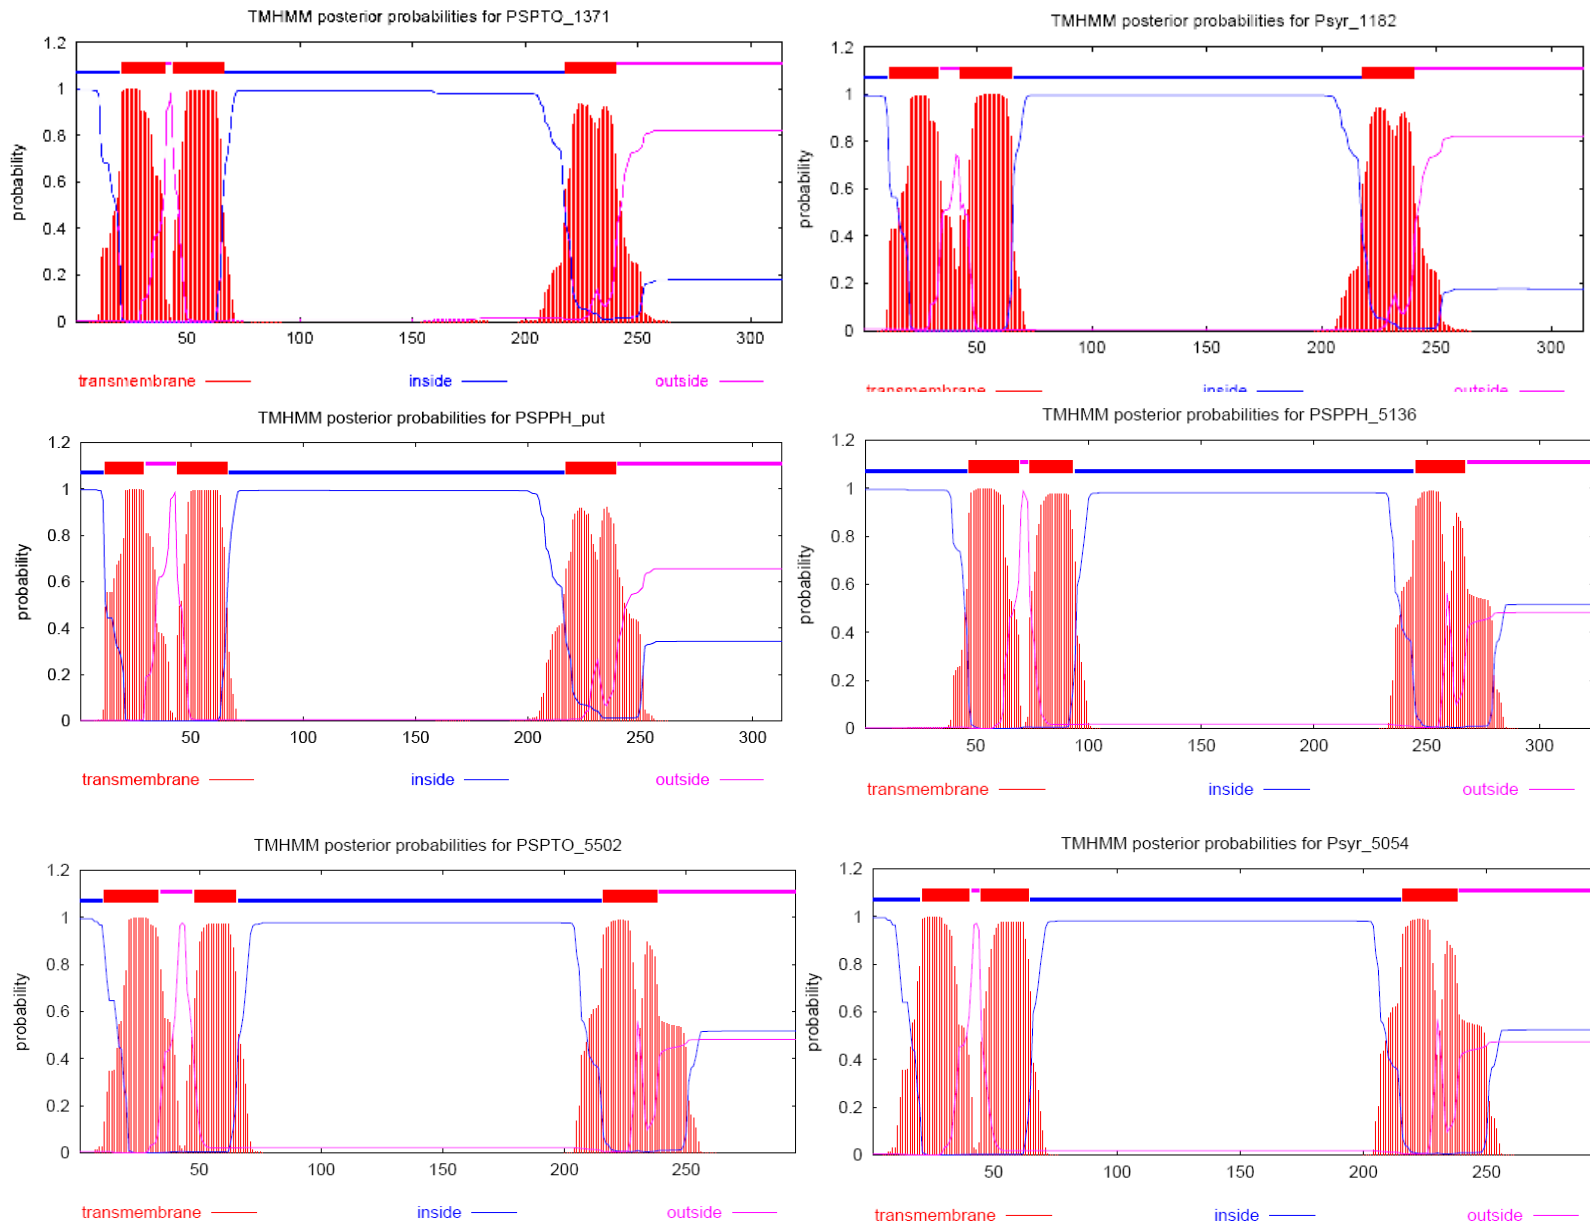 TMHMM posterior probabilities for PSPTO_1371
1.2
1
0.8
0.6
0.4
0.2
0
probability
50
100
150
200
250
300
transmembrane
inside
outside
TMHMM posterior probabilities for Psyr_1182
1.2
1
0.8
0.6
0.4
0.2
0
probability
50
100
150
200
250
300
transmembrane
inside
outside
TMHMM posterior probabilities for PSPPH_put
1.2
1
0.8
0.6
0.4
0.2
0
probability
50
100
150
200
250
300
transmembrane
inside
outside
TMHMM posterior probabilities for PSPPH_5136
1.2
1
0.8
0.6
0.4
0.2
0
probability
50
100
150
200
250
300
transmembrane
inside
outside
TMHMM posterior probabilities for PSPTO_5502
1.2
1
0.8
0.6
0.4
0.2
0
probability
50
100
150
200
250
transmembrane
inside
outside
TMHMM posterior probabilities for Psyr_5054
1.2
1
0.8
0.6
0.4
0.2
0
probability
50
100
150
200
250
transmembrane
inside
outside